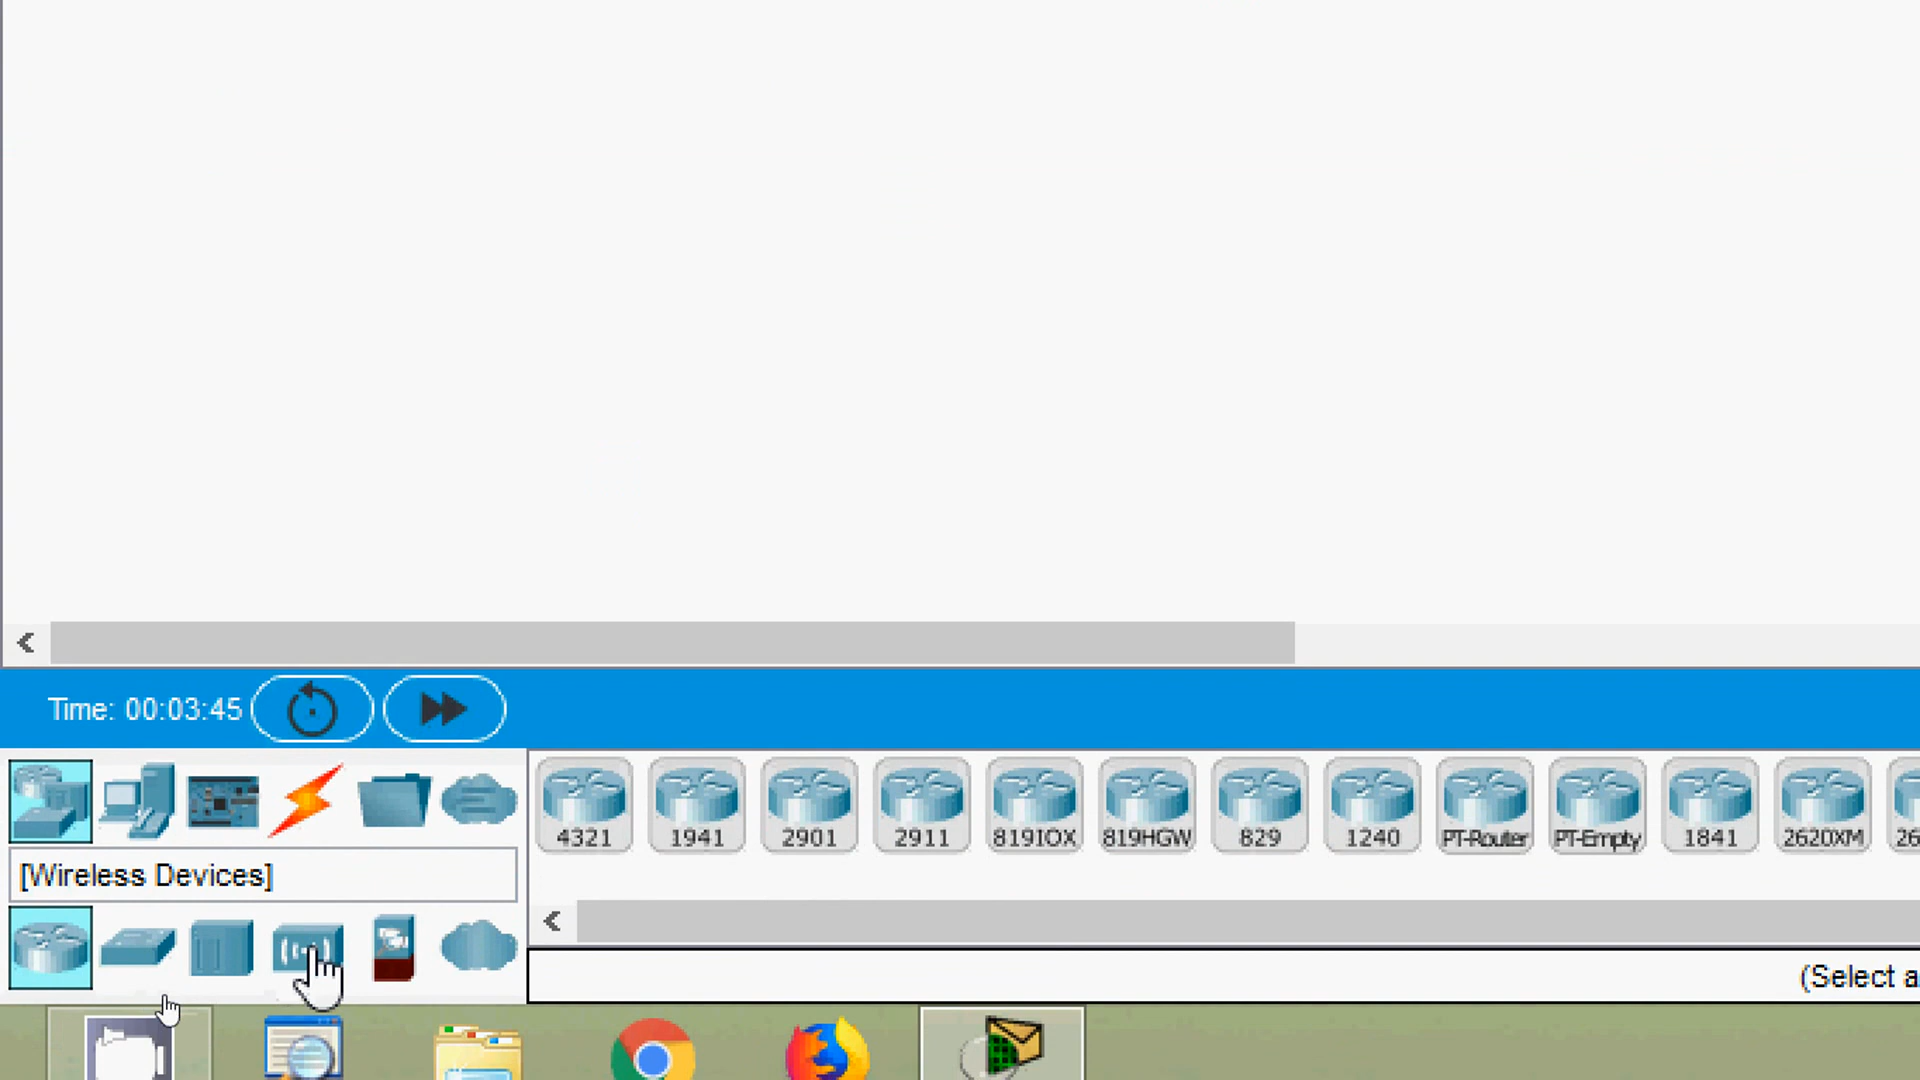 Time: 00:03:45
4321 1941 2901 2911 819IOX 819HGW 829 1240 PT-Router PT-Empty 1841 2620XM 26
[Wireless Devices]
(Select a